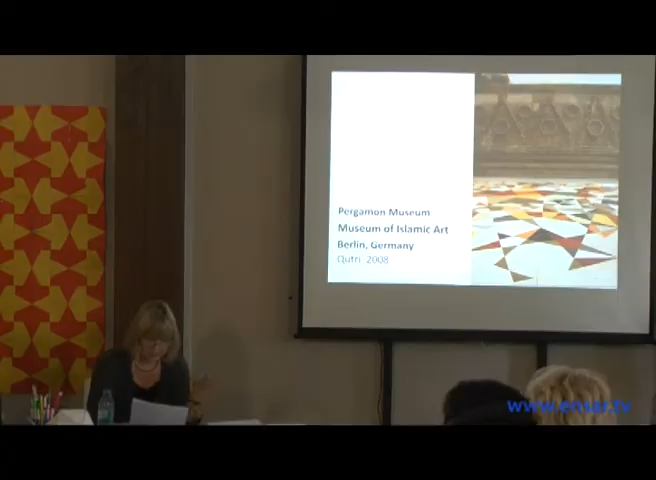 Pergamon Museum
Museum of Islamic Art
Berlin, Germany
Qutri 2008
www.ensar.tv